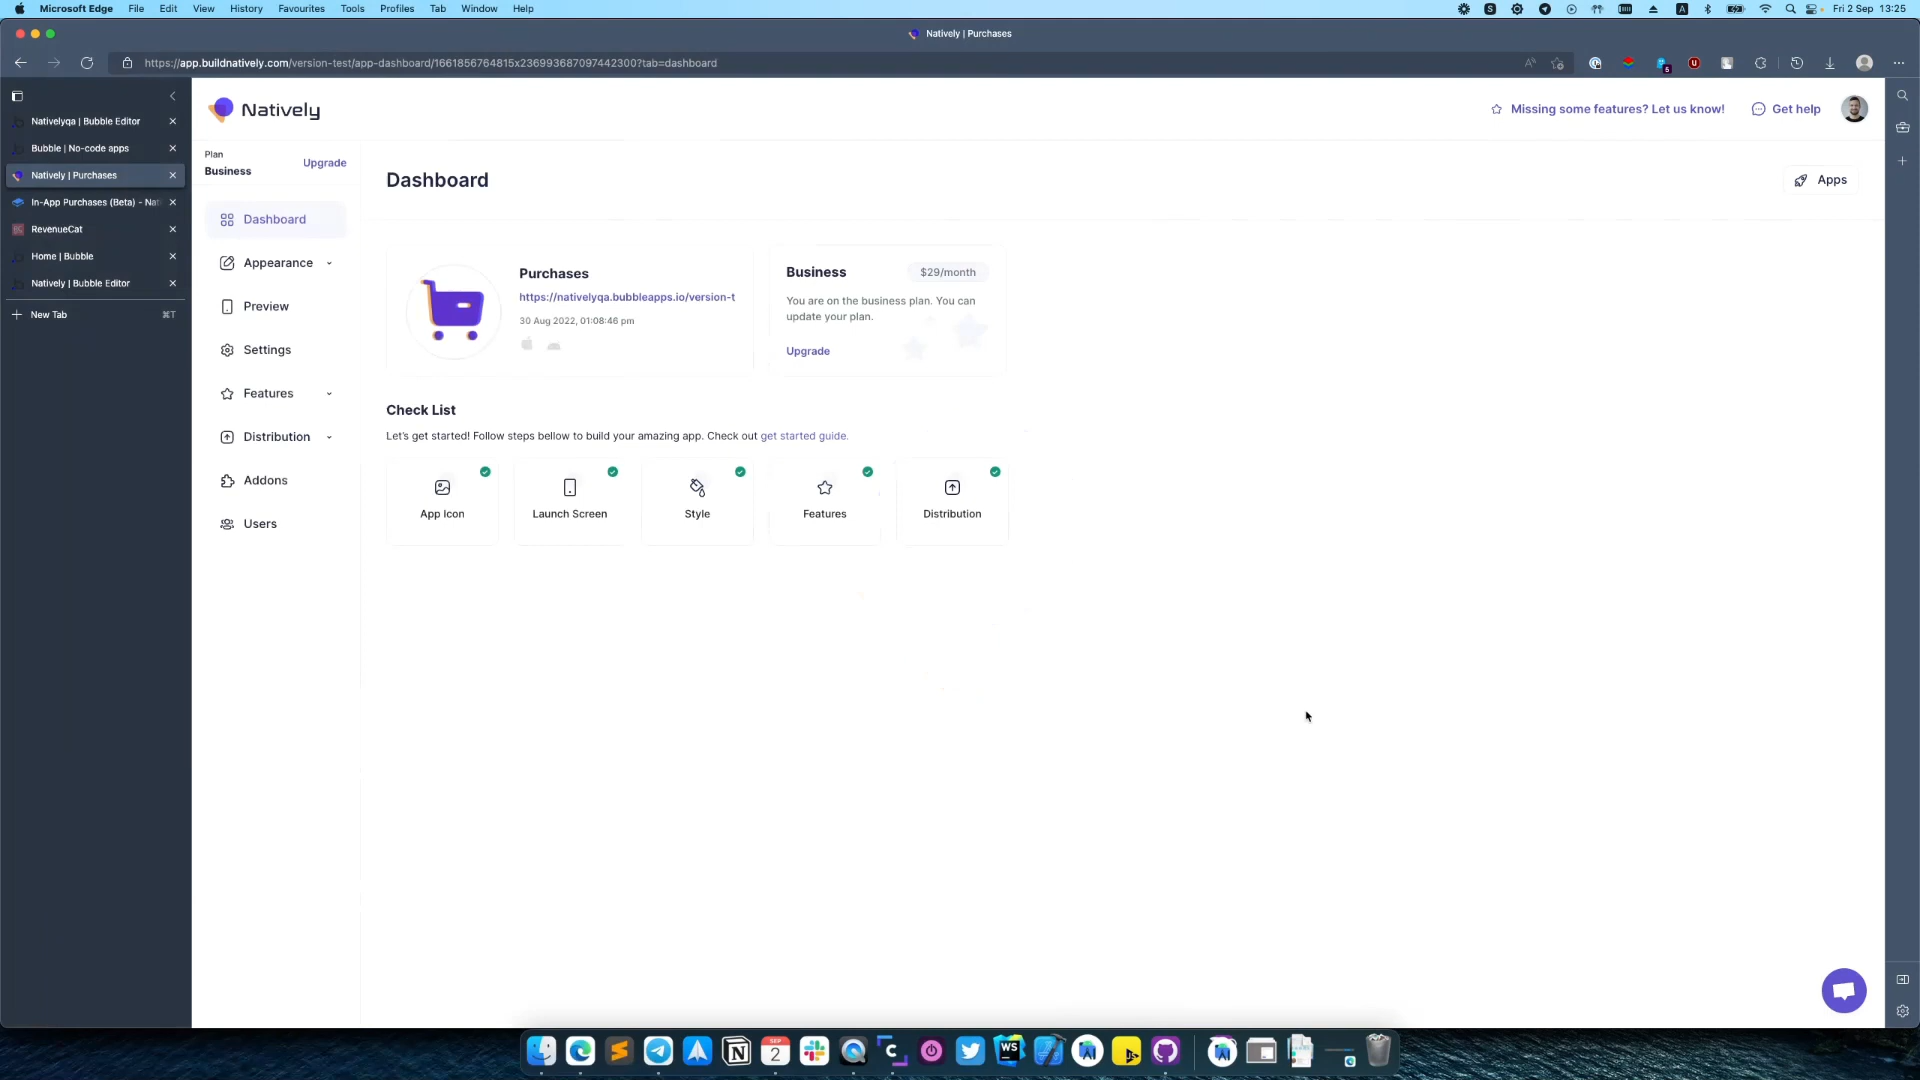 Microsoft Edge File Edit View History Favourites Tools Profiles Tab Window Help
Fri 2 Sep 13:25
Natively | Purchases
https://app.buildnatively.com/version-test/app-dashboard/1661856764815x236993687097442300?tab=dashboard
Nativelyqa | Bubble Editor
Bubble | No-code apps
Natively | Purchases
In-App Purchases (Beta) - Nat
RevenueCat
Home | Bubble
Natively | Bubble Editor
New Tab ⌘T
Natively
Missing some features? Let us know!
Get help
Plan
Business
Upgrade
Dashboard
Appearance
Preview
Settings
Features
Distribution
Addons
Users
Dashboard
Apps
Purchases
https://nativelyqa.bubbleapps.io/version-t
30 Aug 2022, 01:08:46 pm
Business
$29/month
You are on the business plan. You can
update your plan.
Upgrade
Check List
Let's get started! Follow steps bellow to build your amazing app. Check out get started guide.
App Icon
Launch Screen
Style
Features
Distribution
SEP
2
WS